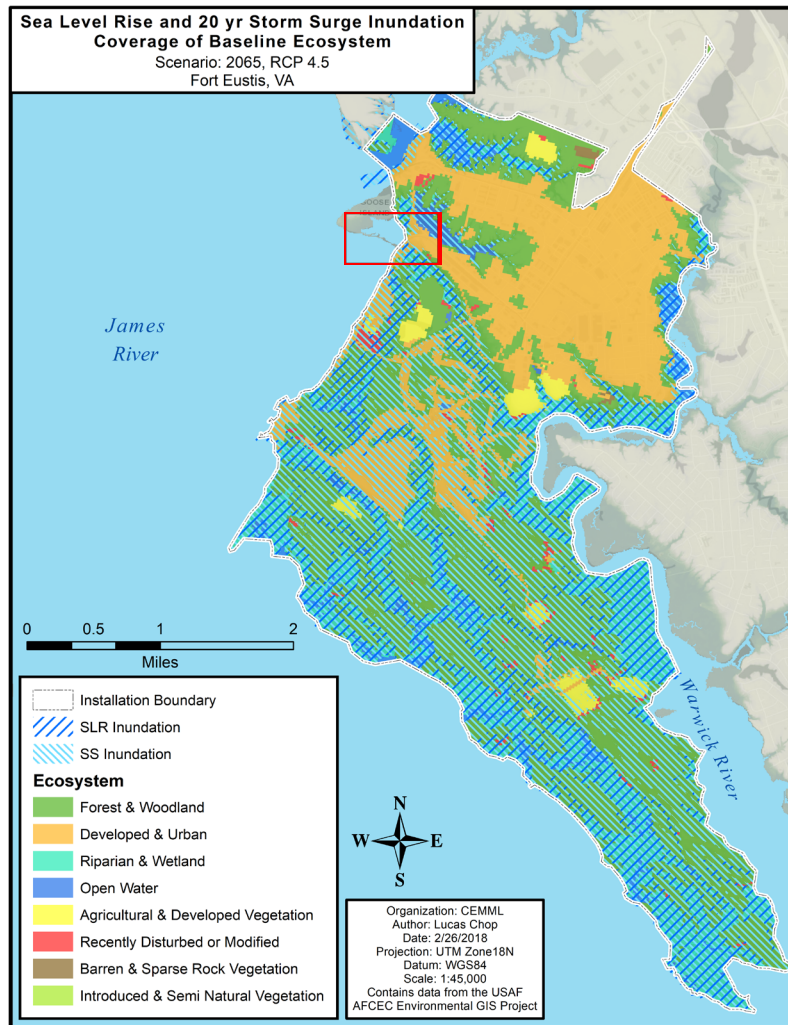 Sea Level Rise and 20 yr Storm Surge Inundation
Coverage of Baseline Ecosystem
Scenario: 2065, RCP 4.5
Fort Eustis, VA
GOOSE
ISLAND
James
River
0 0.5 1 2
Miles
Warwick River
Installation Boundary
SLR Inundation
SS Inundation
Ecosystem
Forest & Woodland
Developed & Urban
Riparian & Wetland
Open Water
Agricultural & Developed Vegetation
Recently Disturbed or Modified
Barren & Sparse Rock Vegetation
Introduced & Semi Natural Vegetation
N
W E
S
Organization: CEMML
Author: Lucas Chop
Date: 2/26/2018
Projection: UTM Zone18N
Datum: WGS84
Scale: 1:45,000
Contains data from the USAF
AFCEC Environmental GIS Project